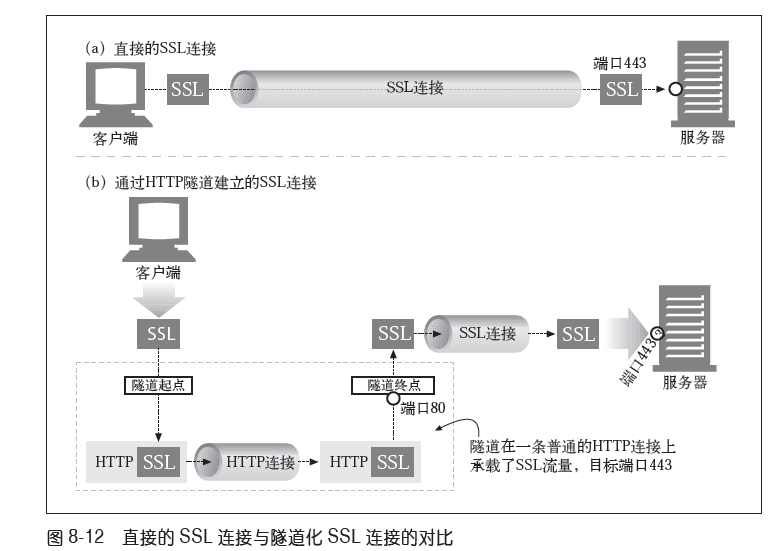 (a) 直接的SSL连接
端口443
SSL
SSL连接
SSL
客户端
服务器
(b) 通过HTTP隧道建立的SSL连接
客户端
SSL
SSL
SSL连接
SSL
端口443
服务器
隧道起点
隧道终点
端口80
HTTP SSL
HTTP连接
HTTP SSL
隧道在一条普通的HTTP连接上
承载了SSL流量，目标端口443
图 8-12 直接的 SSL 连接与隧道化 SSL 连接的对比